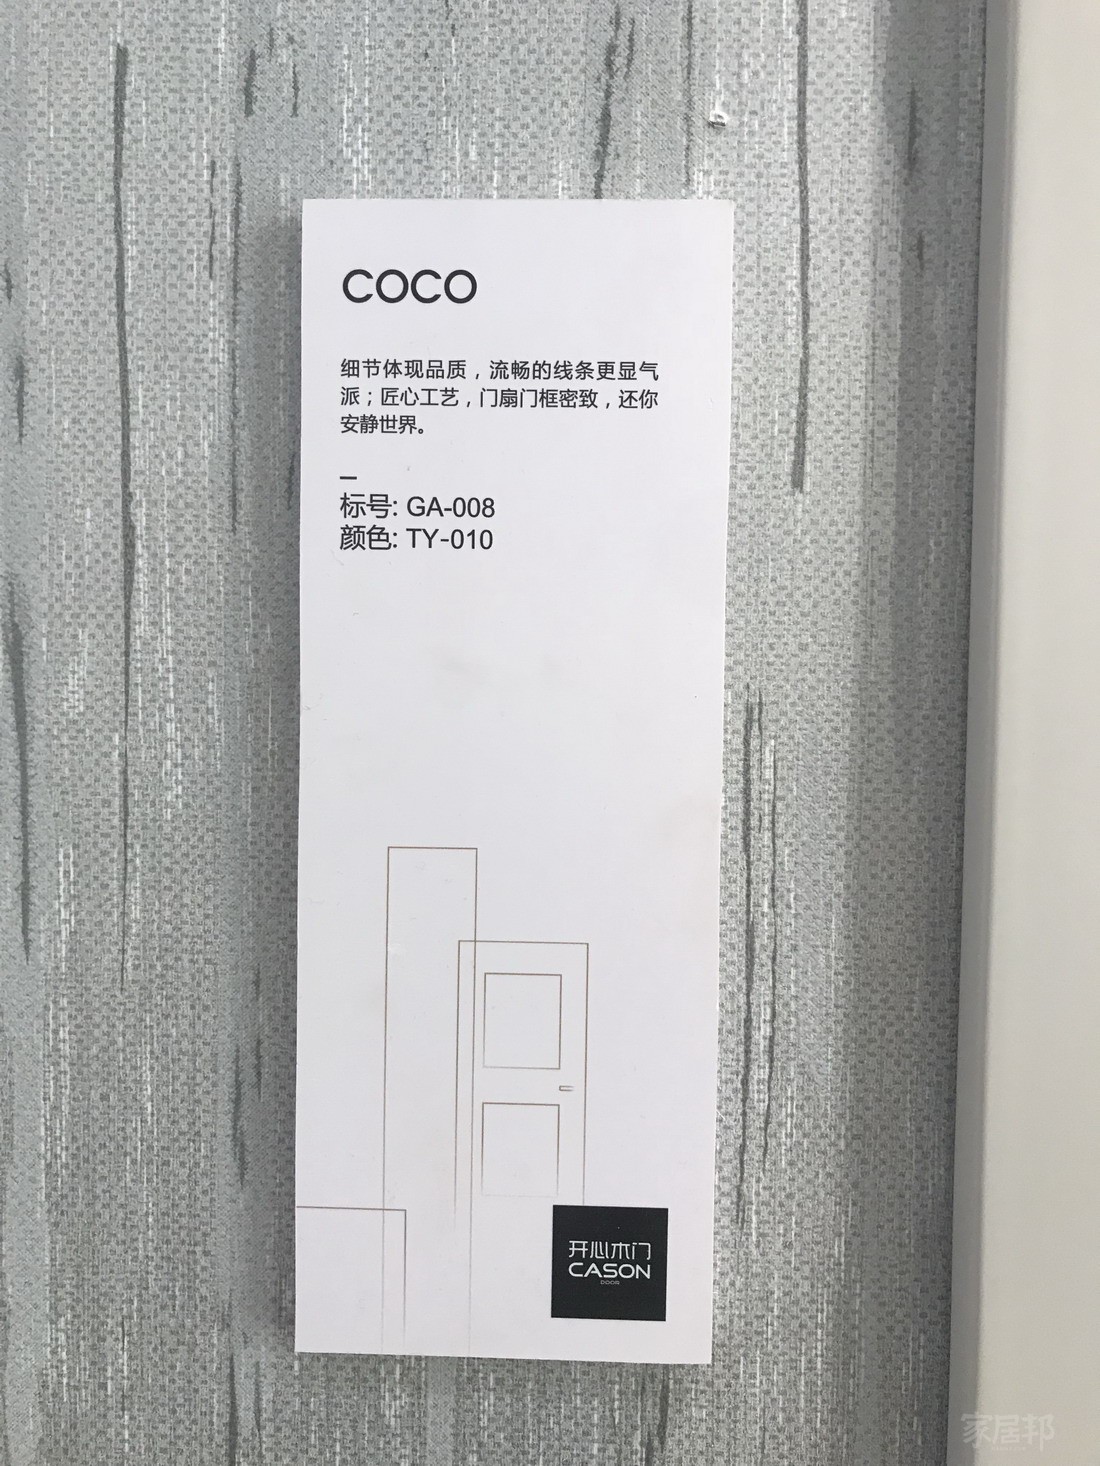 COCO
细节体现品质，流畅的线条更显气
派；匠心工艺，门扇门框密致，还你
安静世界。
标号: GA-008
颜色: TY-010
开心木门
CASON
DOOR
家居邦